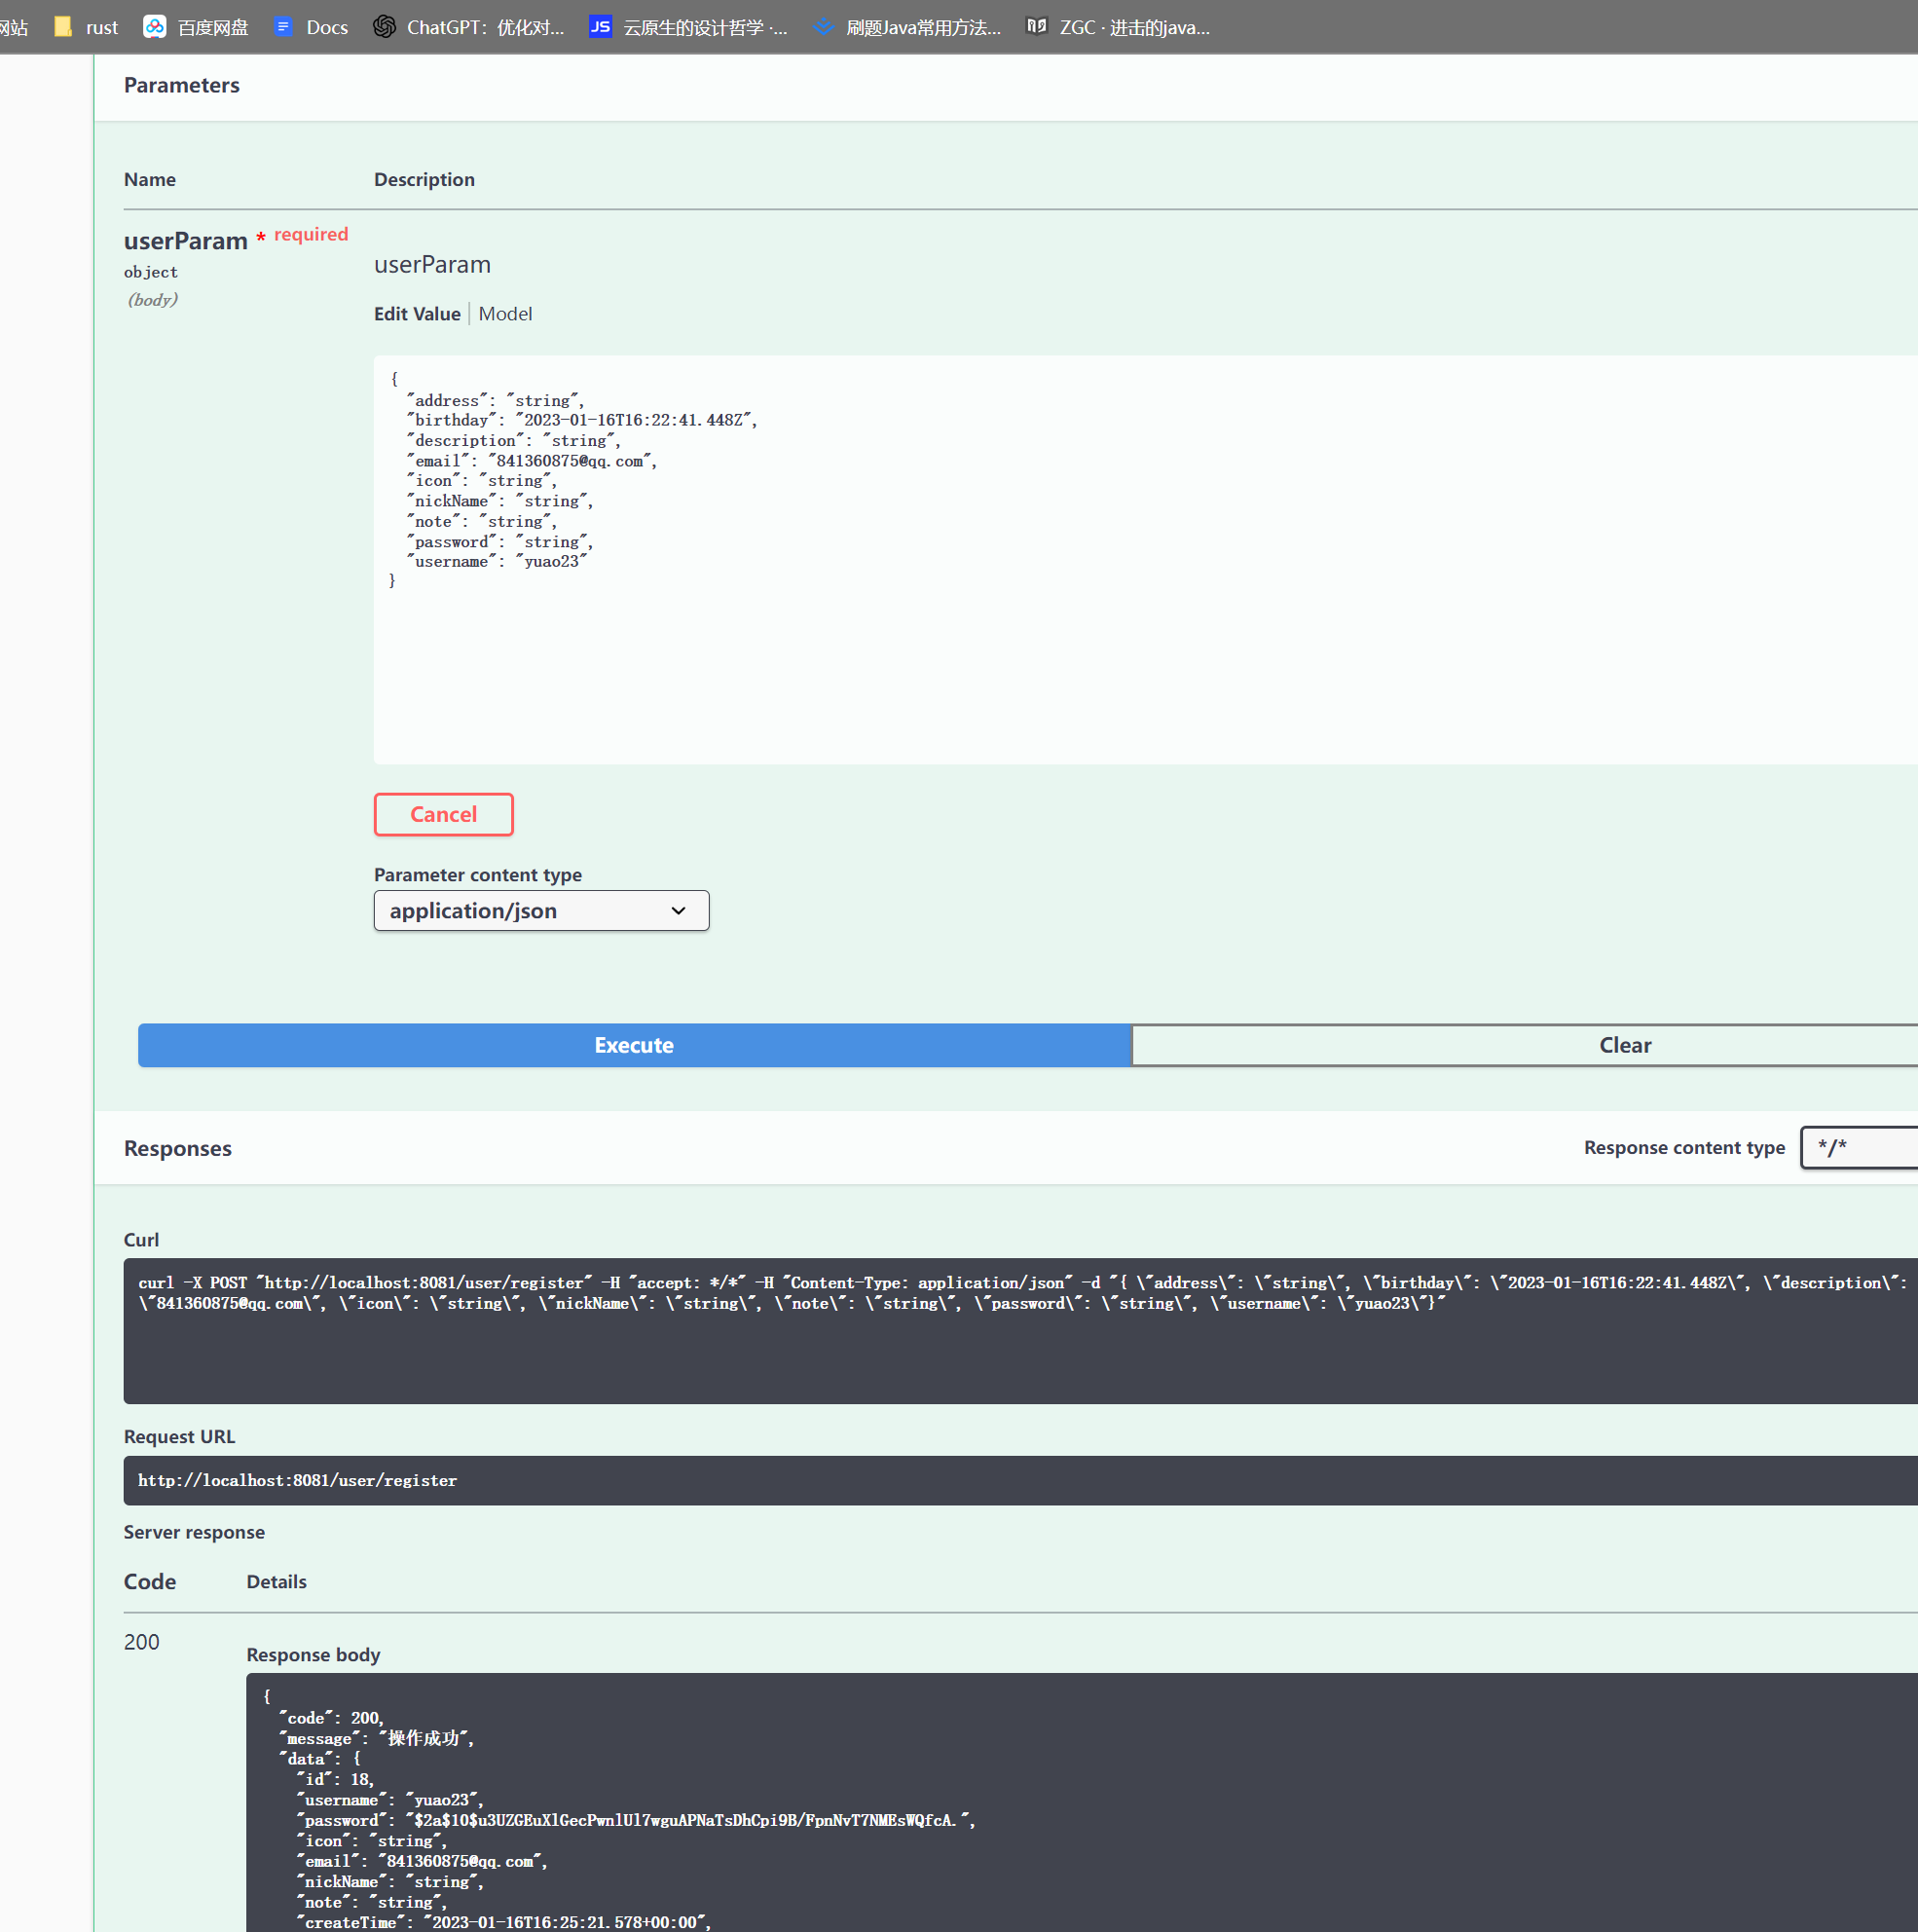 网站 rust 百度网盘 Docs ChatGPT：优化对... JS 云原生的设计哲学 ·... 刷题Java常用方法... ZGC · 进击的java...
Parameters
Name Description
userParam * required
object
(body)
userParam
Edit Value Model
{
"address": "string",
"birthday": "2023-01-16T16:22:41.448Z",
"description": "string",
"email": "841360875@qq.com",
"icon": "string",
"nickName": "string",
"note": "string",
"password": "string",
"username": "yuao23"
}
Cancel
Parameter content type
application/json
Execute Clear
Responses Response content type */*
Curl
curl -X POST "http://localhost:8081/user/register" -H "accept: */*" -H "Content-Type: application/json" -d "{ \"address\": \"string\", \"birthday\": \"2023-01-16T16:22:41.448Z\", \"description\":
\"841360875@qq.com\", \"icon\": \"string\", \"nickName\": \"string\", \"note\": \"string\", \"password\": \"string\", \"username\": \"yuao23\"}"
Request URL
http://localhost:8081/user/register
Server response
Code Details
200
Response body
{
"code": 200,
"message": "操作成功",
"data": {
"id": 18,
"username": "yuao23",
"password": "$2a$10$u3UZGEuXlGecPwnlUl7wguAPNaTsDhCpi9B/FpnNvT7NMEsWQfcA.",
"icon": "string",
"email": "841360875@qq.com",
"nickName": "string",
"note": "string",
"createTime": "2023-01-16T16:25:21.578+00:00",